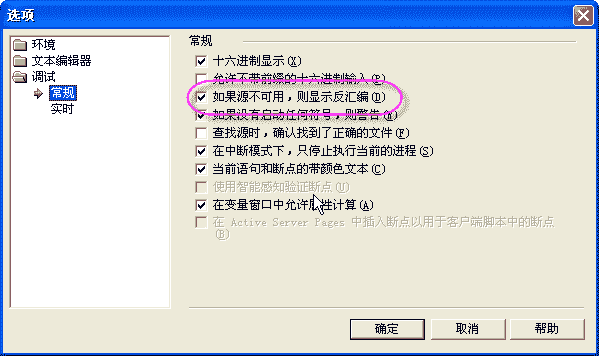 选项
环境
文本编辑器
调试
常规
实时
常规
十六进制显示(X)
允许不带前缀的十六进制输入(P)
如果源不可用，则显示反汇编(D)
如果没有启动任何符号，则警告(N)
查找源时，确认找到了正确的文件(F)
在中断模式下，只停止执行当前的进程(S)
当前语句和断点的带颜色文本(C)
使用智能感知验证断点(U)
在变量窗口中允许属性计算(A)
在 Active Server Pages 中插入断点以用于客户端脚本中的断点
(B)
确定
取消
帮助